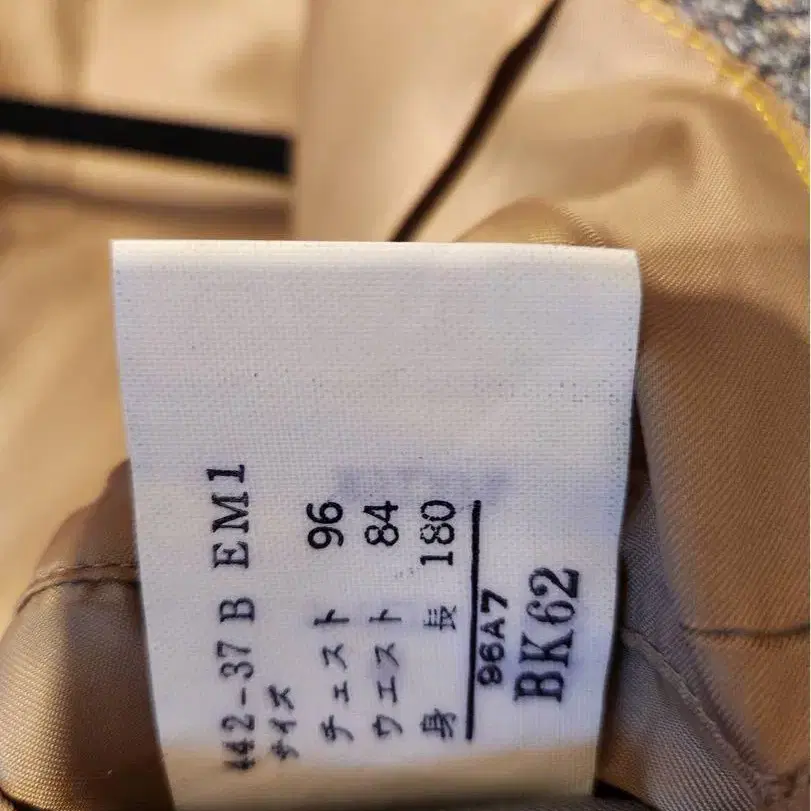 442-37 B EM1
サイズ
チェスト 96
ウエスト 84
身長 180
96A7
BK62